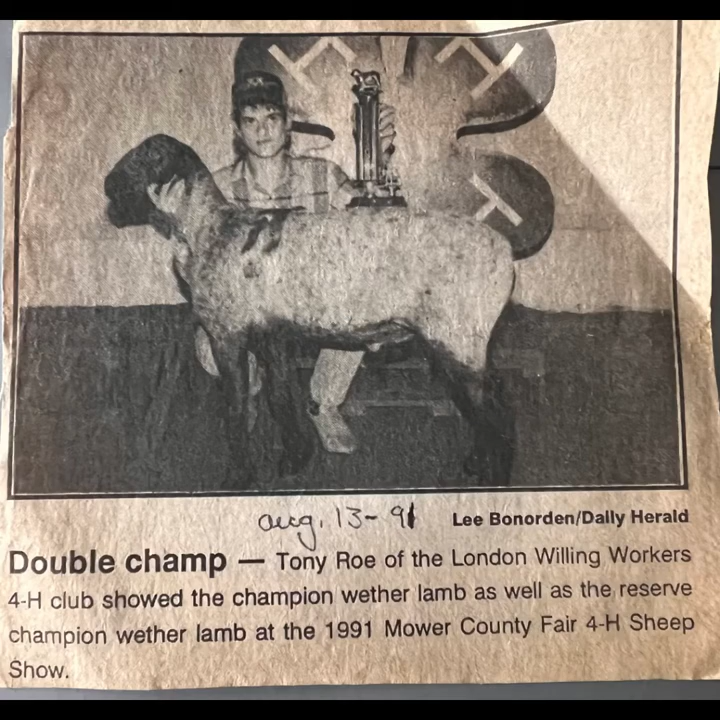 H H
H
aug. 13-91
Lee Bonorden/Daily Herald
Double champ — Tony Roe of the London Willing Workers
4-H club showed the champion wether lamb as well as the reserve
champion wether lamb at the 1991 Mower County Fair 4-H Sheep
Show.